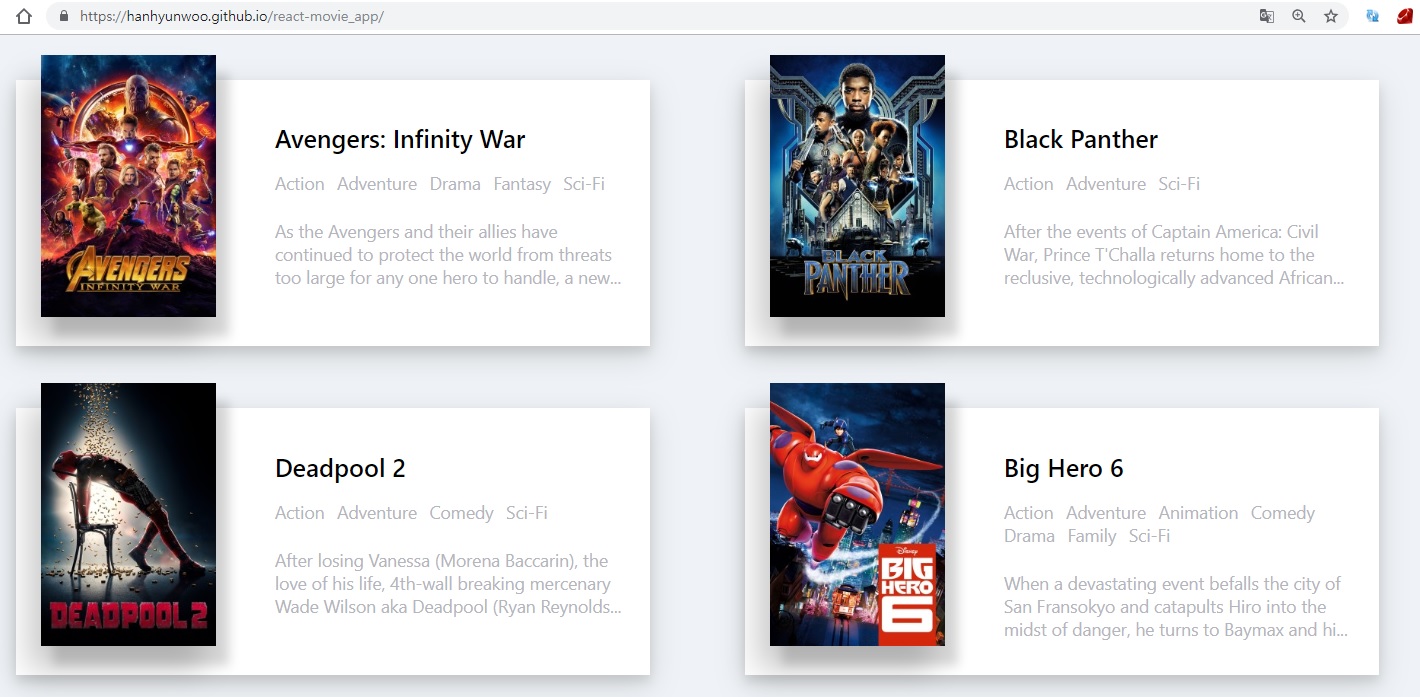 https://hanhyunwoo.github.io/react-movie_app/
AVENGERS
INFINITY WAR
Avengers: Infinity War
Action Adventure Drama Fantasy Sci-Fi
As the Avengers and their allies have
continued to protect the world from threats
too large for any one hero to handle, a new...
BLACK
PANTHER
Black Panther
Action Adventure Sci-Fi
After the events of Captain America: Civil
War, Prince T'Challa returns home to the
reclusive, technologically advanced African...
DEADPOOL 2
Deadpool 2
Action Adventure Comedy Sci-Fi
After losing Vanessa (Morena Baccarin), the
love of his life, 4th-wall breaking mercenary
Wade Wilson aka Deadpool (Ryan Reynolds...
Disney
BIG
HERO
6
Big Hero 6
Action Adventure Animation Comedy
Drama Family Sci-Fi
When a devastating event befalls the city of
San Fransokyo and catapults Hiro into the
midst of danger, he turns to Baymax and hi...